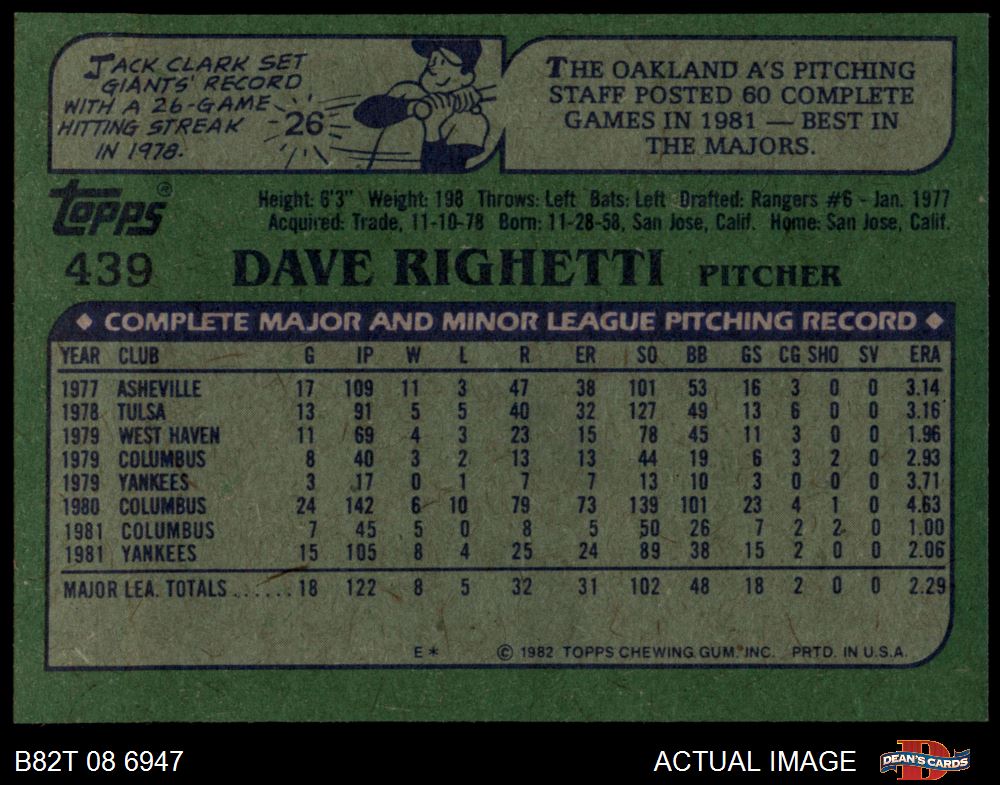 JACK CLARK SET
GIANTS' RECORD
WITH A 26-GAME
HITTING STREAK
IN 1978.
26
THE OAKLAND A'S PITCHING
STAFF POSTED 60 COMPLETE
GAMES IN 1981 — BEST IN
THE MAJORS.
Topps®
Height: 6'3" Weight: 198 Throws: Left Bats: Left Drafted: Rangers #6 - Jan. 1977
Acquired: Trade, 11-10-78 Born: 11-28-58, San Jose, Calif. Home: San Jose, Calif.
439 DAVE RIGHETTI PITCHER
◆ COMPLETE MAJOR AND MINOR LEAGUE PITCHING RECORD ◆
YEAR CLUB G IP W L R ER SO BB GS CG SHO SV ERA
1977 ASHEVILLE 17 109 11 3 47 38 101 53 16 3 0 0 3.14
1978 TULSA 13 91 5 5 40 32 127 49 13 6 0 0 3.16
1979 WEST HAVEN 11 69 4 3 23 15 78 45 11 3 0 0 1.96
1979 COLUMBUS 8 40 3 2 13 13 44 19 6 3 2 0 2.93
1979 YANKEES 3 17 0 1 7 7 13 10 3 0 0 0 3.71
1980 COLUMBUS 24 142 6 10 79 73 139 101 23 4 1 0 4.63
1981 COLUMBUS 7 45 5 0 8 5 50 26 7 2 2 0 1.00
1981 YANKEES 15 105 8 4 25 24 89 38 15 2 0 0 2.06
MAJOR LEA. TOTALS ...... 18 122 8 5 32 31 102 48 18 2 0 0 2.29
E* © 1982 TOPPS CHEWING GUM, INC. PRTD. IN U.S.A.
B82T 08 6947 ACTUAL IMAGE D DEAN'S CARDS